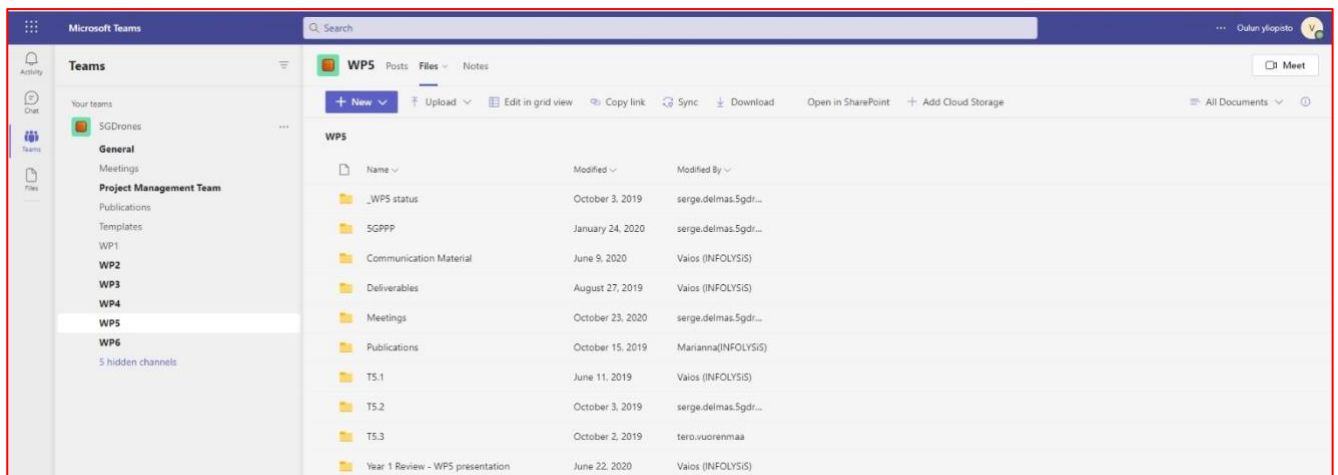 Microsoft Teams
Search
Oulun yliopisto
V
Activity
Chat
Teams
Files
Teams
Your teams
5GDrones
General
Meetings
Project Management Team
Publications
Templates
WP1
WP2
WP3
WP4
WP5
WP6
5 hidden channels
WP5 Posts Files Notes
Meet
New Upload Edit in grid view Copy link Sync Download Open in SharePoint Add Cloud Storage All Documents
WP5
Name Modified Modified By
_WP5 status October 3, 2019 serge.delmas.5gdr...
5GPPP January 24, 2020 serge.delmas.5gdr...
Communication Material June 9, 2020 Vaios (INFOLYSiS)
Deliverables August 27, 2019 Vaios (INFOLYSiS)
Meetings October 23, 2020 serge.delmas.5gdr...
Publications October 15, 2019 Marianna(INFOLYSiS)
T5.1 June 11, 2019 Vaios (INFOLYSiS)
T5.2 October 3, 2019 serge.delmas.5gdr...
T5.3 October 2, 2019 tero.vuorenmaa
Year 1 Review - WP5 presentation June 22, 2020 Vaios (INFOLYSiS)